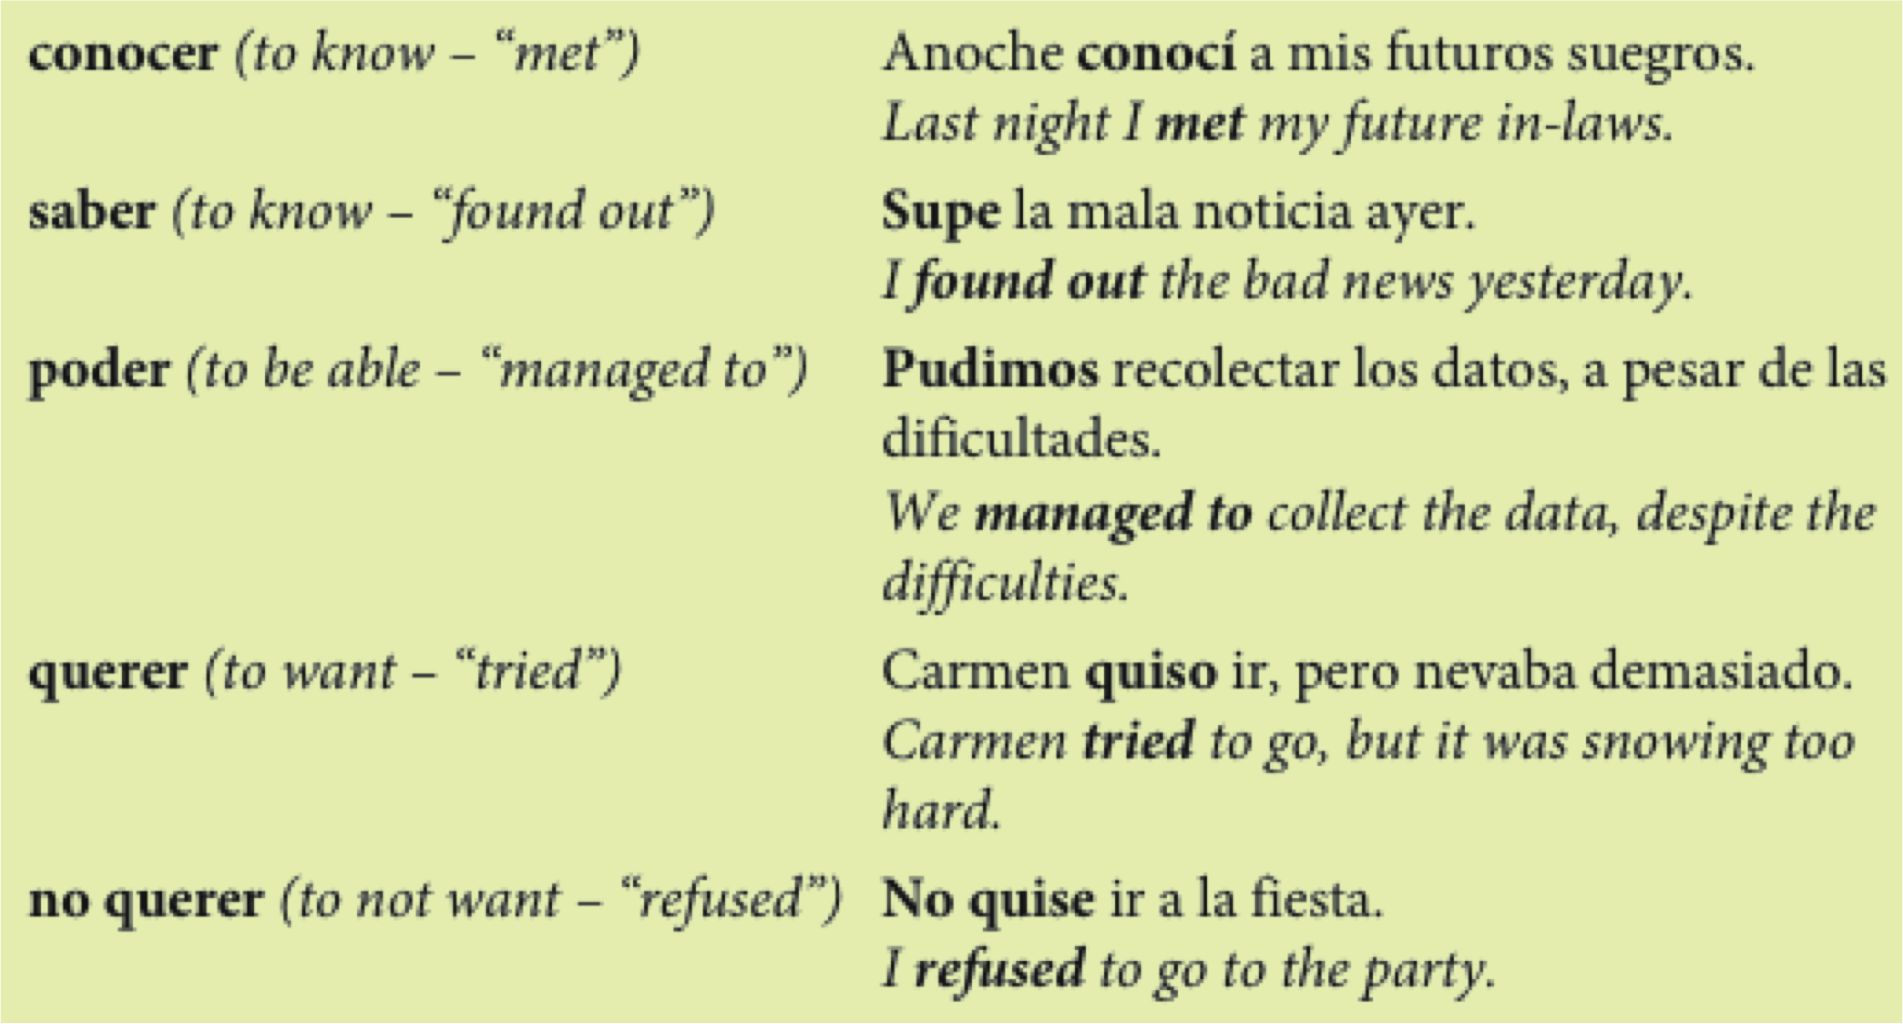 conocer (to know – “met”) Anoche conocí a mis futuros suegros.
Last night I met my future in-laws.
saber (to know – “found out”) Supe la mala noticia ayer.
I found out the bad news yesterday.
poder (to be able – “managed to”) Pudimos recolectar los datos, a pesar de las
dificultades.
We managed to collect the data, despite the
difficulties.
querer (to want – “tried”) Carmen quiso ir, pero nevaba demasiado.
Carmen tried to go, but it was snowing too
hard.
no querer (to not want – “refused”) No quise ir a la fiesta.
I refused to go to the party.